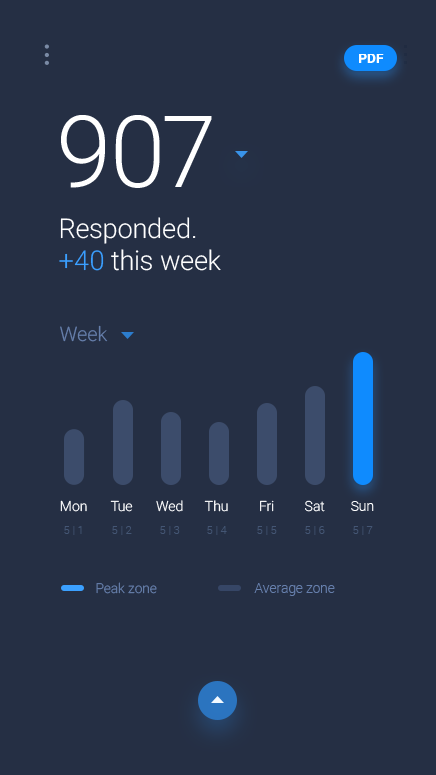 PDF
907
Responded.
+40 this week
Week
Mon Tue Wed Thu Fri Sat Sun
5|1 5|2 5|3 5|4 5|5 5|6 5|7
Peak zone Average zone